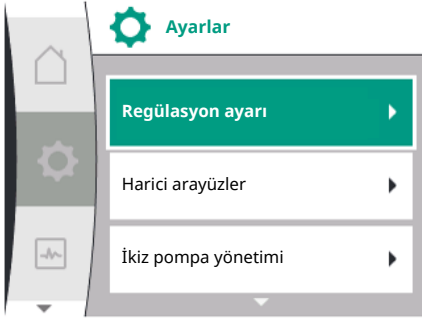 Ayarlar
Regülasyon ayarı
Harici arayüzler
İkiz pompa yönetimi